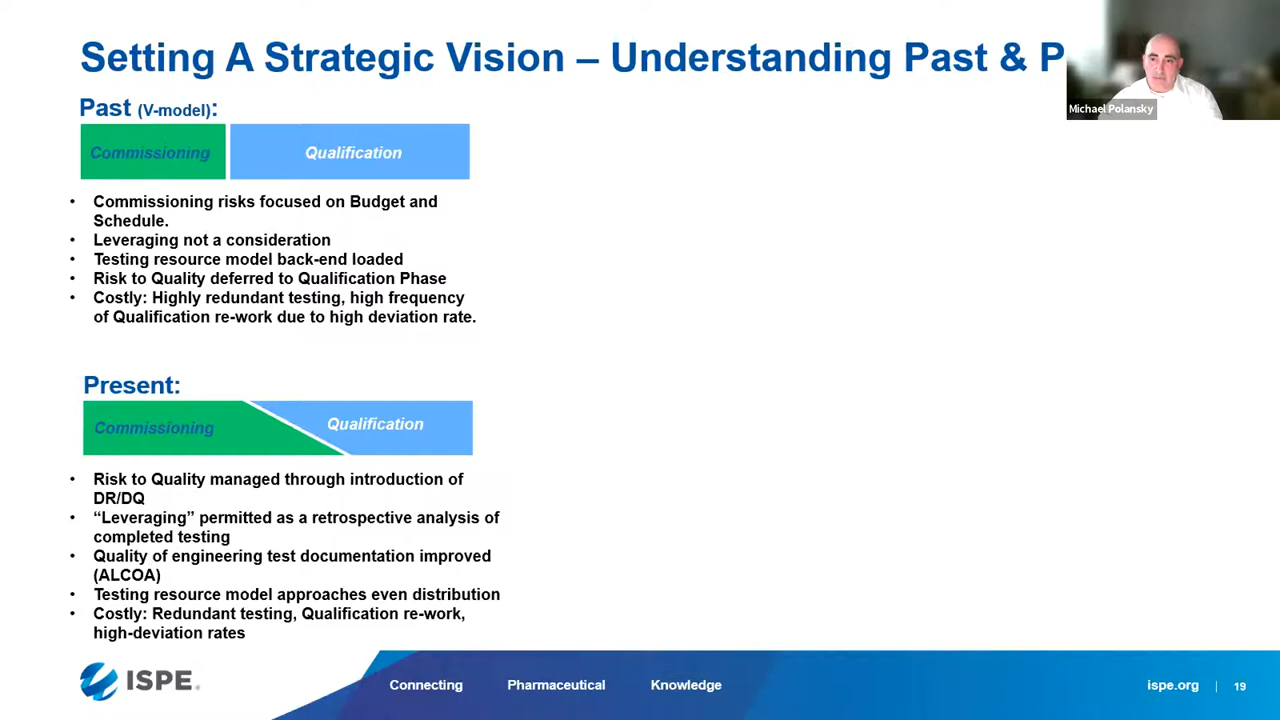 Setting A Strategic Vision – Understanding Past & P
Michael Polansky
Past (V-model):
Commissioning
Qualification
• Commissioning risks focused on Budget and
Schedule.
• Leveraging not a consideration
• Testing resource model back-end loaded
• Risk to Quality deferred to Qualification Phase
• Costly: Highly redundant testing, high frequency
of Qualification re-work due to high deviation rate.
Present:
Commissioning
Qualification
• Risk to Quality managed through introduction of
DR/DQ
• “Leveraging” permitted as a retrospective analysis of
completed testing
• Quality of engineering test documentation improved
(ALCOA)
• Testing resource model approaches even distribution
• Costly: Redundant testing, Qualification re-work,
high-deviation rates
ISPE®
Connecting Pharmaceutical Knowledge
ispe.org | 19